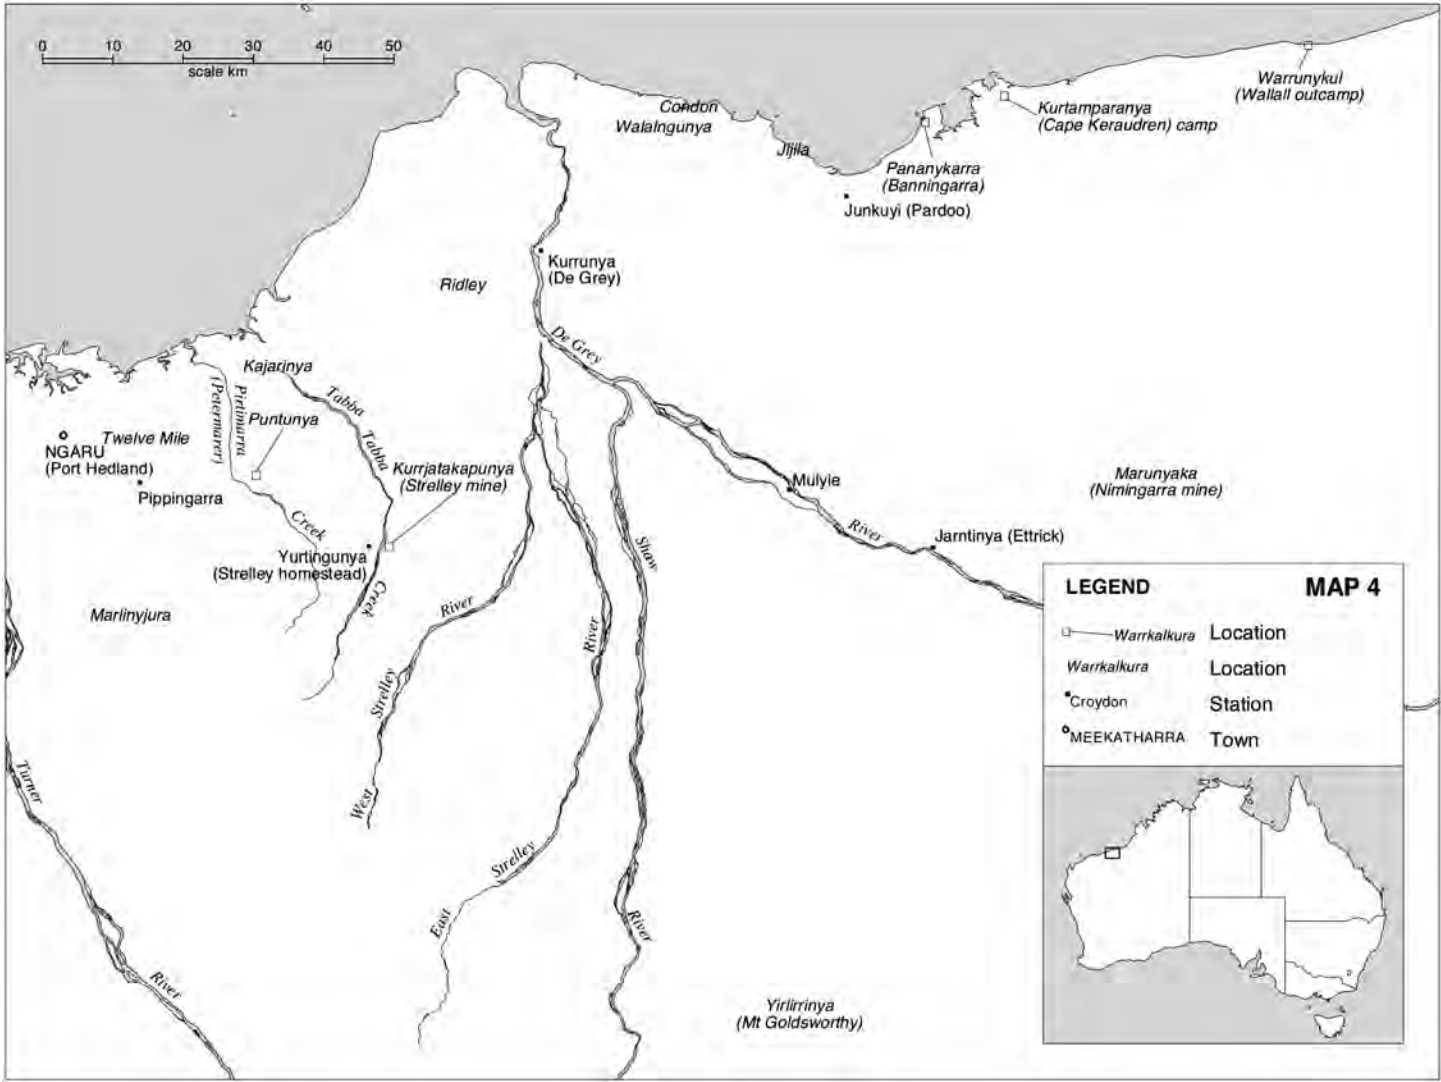 0 10 20 30 40 50
scale km
Condon
Walalngunya
Jijila
Warrunykul
(Wallall outcamp)
Kurtamparanya
(Cape Keraudren) camp
Pananykarra
(Banningarra)
Junkuyi (Pardoo)
Kurrunya
(De Grey)
Ridley
De Grey
Kajarinya
Tabba
Pirtimarra
(Petermarer)
Puntunya
Twelve Mile
NGARU
(Port Hedland)
Pippingarra
Tabba
Kurrjatakapunya
(Strelley mine)
Mulyie
Marunyaka
(Nimingarra mine)
Creek
River
Jarntinya (Ettrick)
Shaw
Yurtingunya
(Strelley homestead)
Creek
River
River
Marlinyjura
Strelley
Turner
West
Strelley
East
River
River
Yirlirrinya
(Mt Goldsworthy)
LEGEND MAP 4
Warrkalkura Location
Warrkalkura Location
Croydon Station
MEEKATHARRA Town